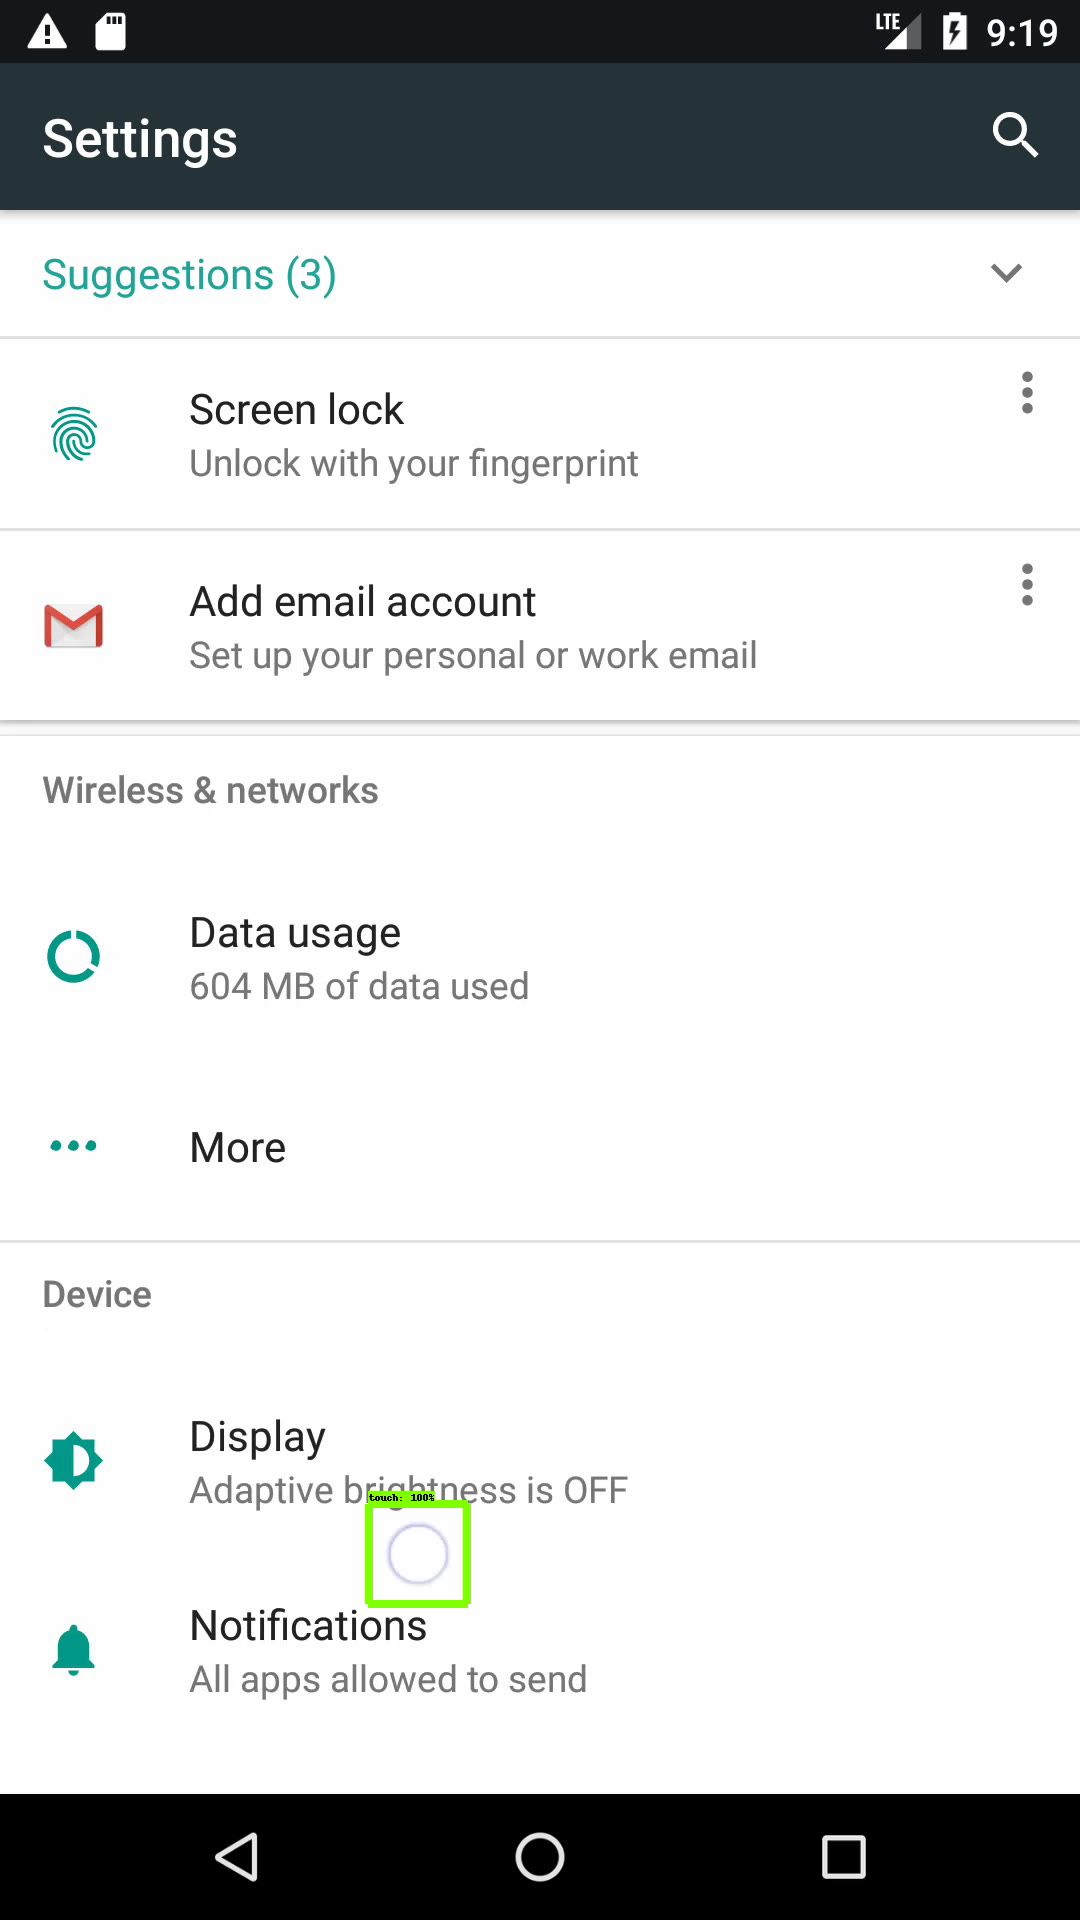 LTE 9:19
Settings
Suggestions (3)
Screen lock
Unlock with your fingerprint
Add email account
Set up your personal or work email
Wireless & networks
Data usage
604 MB of data used
More
Device
Display
Adaptive brightness is OFF
touch: 100%
Notifications
All apps allowed to send